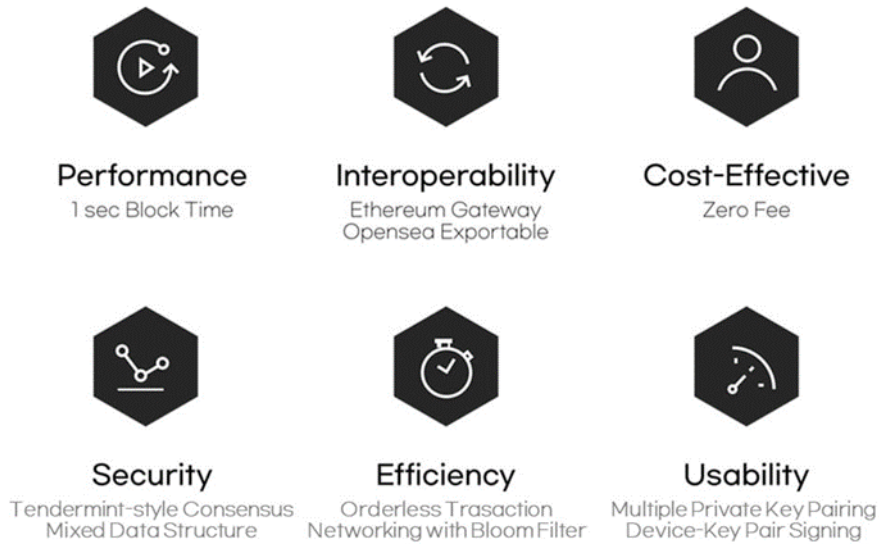 Performance
1 sec Block Time
Interoperability
Ethereum Gateway
Opensea Exportable
Cost-Effective
Zero Fee
Security
Tendermint-style Consensus
Mixed Data Structure
Efficiency
Orderless Trasaction
Networking with Bloom Filter
Usability
Multiple Private Key Pairing
Device-Key Pair Signing